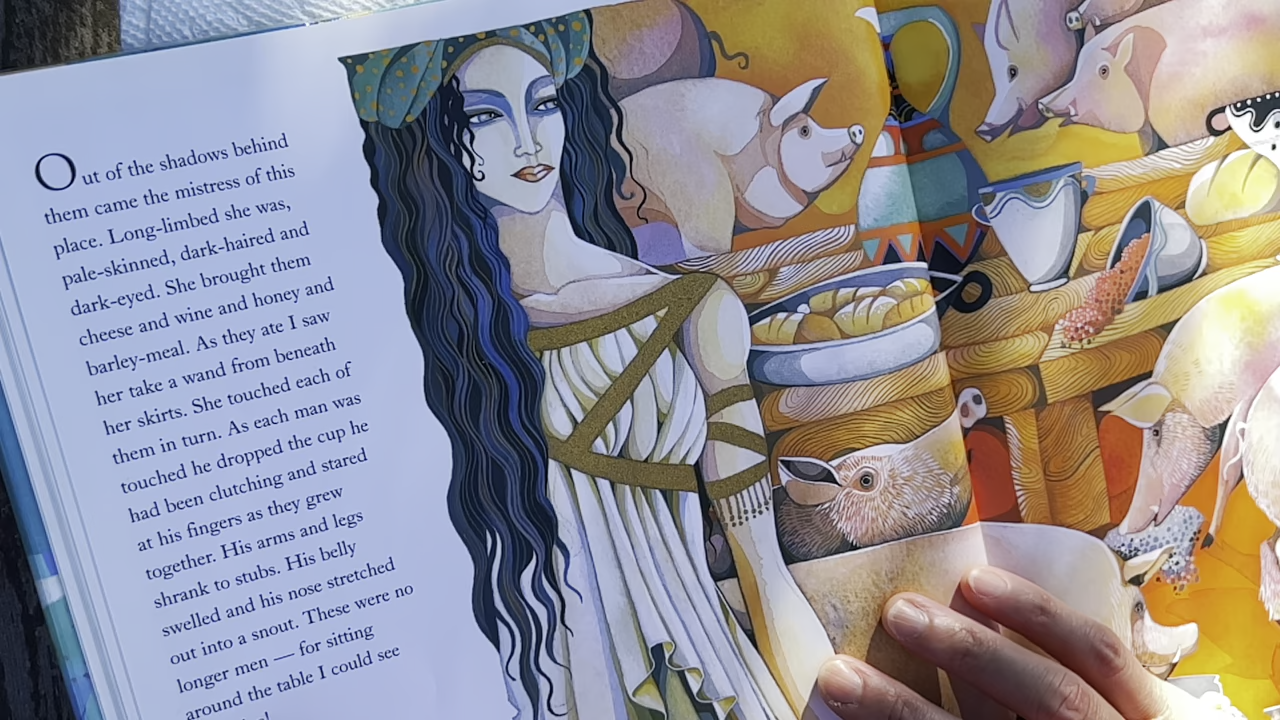 Out of the shadows behind
them came the mistress of this
place. Long-limbed she was,
pale-skinned, dark-haired and
dark-eyed. She brought them
cheese and wine and honey and
barley-meal. As they ate I saw
her take a wand from beneath
her skirts. She touched each of
them in turn. As each man was
touched he dropped the cup he
had been clutching and stared
at his fingers as they grew
together. His arms and legs
shrank to stubs. His belly
swelled and his nose stretched
out into a snout. These were no
longer men — for sitting
around the table I could see